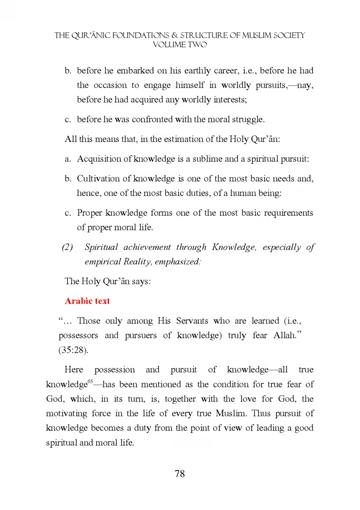 THE QUR'ĀNIC FOUNDATIONS & STRUCTURE OF MUSLIM SOCIETY
VOLUME TWO
b. before he embarked on his earthly career, i.e., before he had
the occasion to engage himself in worldly pursuits,—nay,
before he had acquired any worldly interests;
c. before he was confronted with the moral struggle.
All this means that, in the estimation of the Holy Qur'ân:
a. Acquisition of knowledge is a sublime and a spiritual pursuit:
b. Cultivation of knowledge is one of the most basic needs and,
hence, one of the most basic duties, of a human being:
c. Proper knowledge forms one of the most basic requirements
of proper moral life.
(2) Spiritual achievement through Knowledge, especially of
empirical Reality, emphasized:
The Holy Qur'ân says:
Arabic text
“… Those only among His Servants who are learned (i.e.,
possessors and pursuers of knowledge) truly fear Allah.”
(35:28).
Here possession and pursuit of knowledge—all true
knowledge⁵⁵—has been mentioned as the condition for true fear of
God, which, in its turn, is, together with the love for God, the
motivating force in the life of every true Muslim. Thus pursuit of
knowledge becomes a duty from the point of view of leading a good
spiritual and moral life.
78